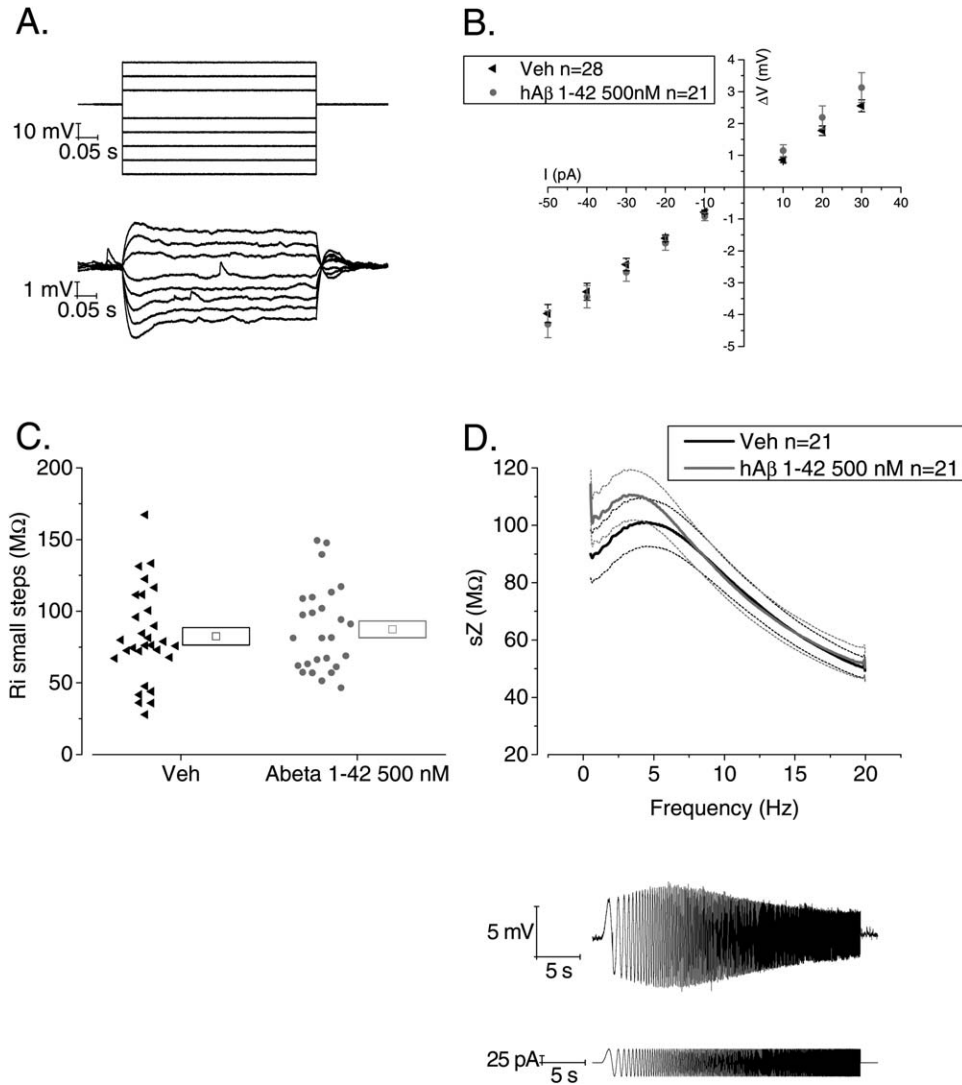 A.
10 mV
0.05 s
1 mV
0.05 s
B.
Veh n=28
hAβ 1-42 500nM n=21
ΔV (mV)
4
3
2
1
I (pA)
-50 -40 -30 -20 -10 10 20 30 40
-1
-2
-3
-4
-5
C.
Ri small steps (MΩ)
200
150
100
50
0
Veh Abeta 1-42 500 nM
D.
Veh n=21
hAβ 1-42 500 nM n=21
sZ (MΩ)
120
100
80
60
40
20
0 5 10 15 20
Frequency (Hz)
5 mV
5 s
25 pA
5 s